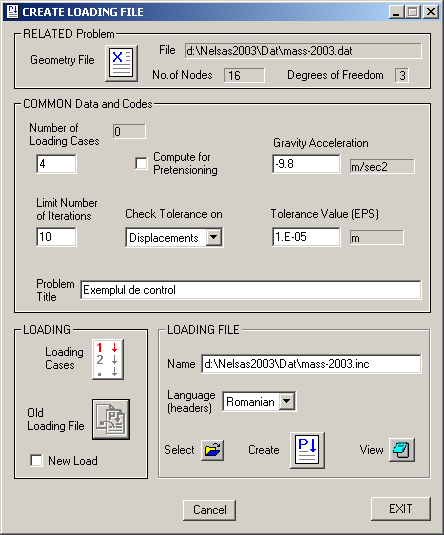 CREATE LOADING FILE
RELATED Problem
Geometry File
File d:\Nelsas2003\Dat\mass-2003.dat
No.of Nodes 16 Degrees of Freedom 3
COMMON Data and Codes
Number of
Loading Cases
0
4
Compute for
Pretensioning
Gravity Acceleration
-9.8 m/sec2
Limit Number
of Iterations
10
Check Tolerance on
Displacements
Tolerance Value (EPS)
1.E-05 m
Problem
Title
Exemplul de control
LOADING
Loading
Cases
1
2
.
Old
Loading File
New Load
LOADING FILE
Name d:\Nelsas2003\Dat\mass-2003.inc
Language
(headers)
Romanian
Select Create View
Cancel EXIT